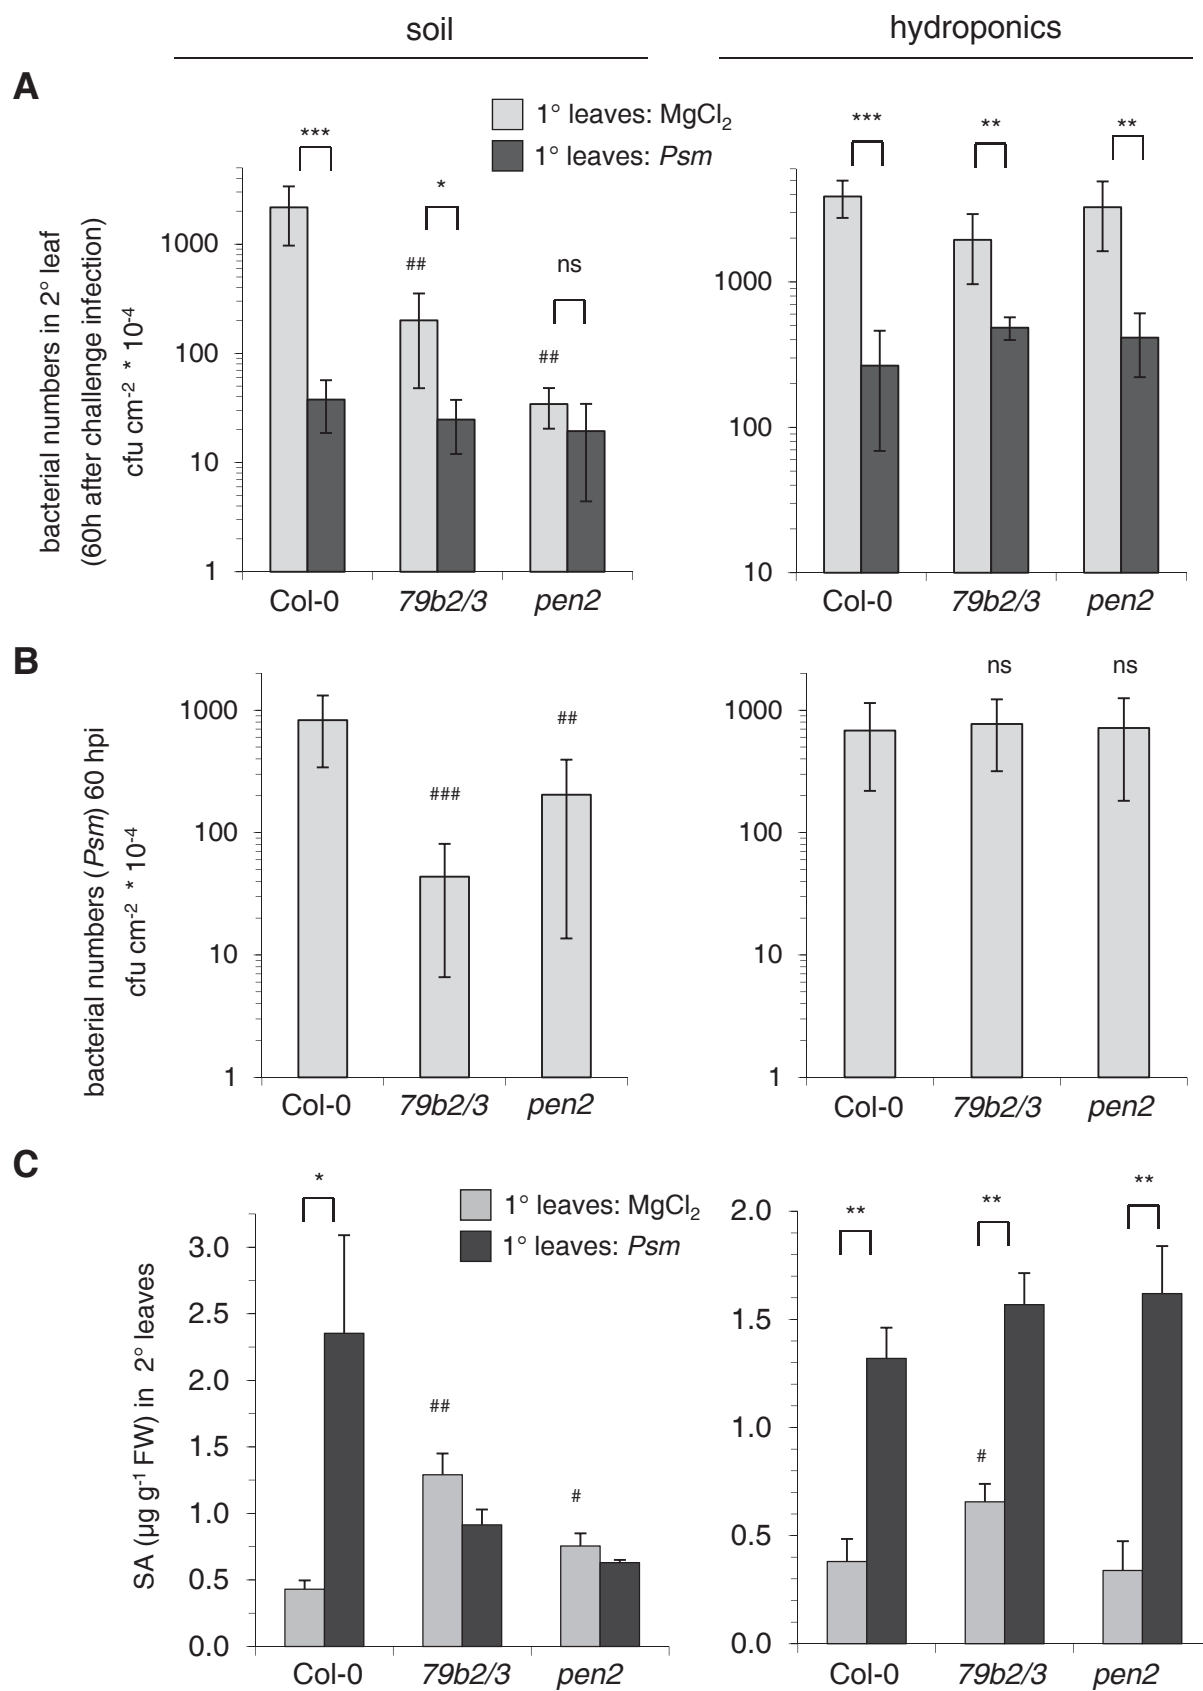 soil
hydroponics
A
1° leaves: MgCl2
1° leaves: Psm
bacterial numbers in 2° leaf
(60h after challenge infection)
cfu cm-2 * 10-4
***
*
ns
##
##
1000
100
10
1
Col-0 79b2/3 pen2
***
**
**
1000
100
10
Col-0 79b2/3 pen2
B
bacterial numbers (Psm) 60 hpi
cfu cm-2 * 10-4
1000
100
10
1
###
##
Col-0 79b2/3 pen2
ns
ns
1000
100
10
1
Col-0 79b2/3 pen2
C
1° leaves: MgCl2
1° leaves: Psm
SA (µg g-1 FW) in 2° leaves
*
##
#
3.0
2.5
2.0
1.5
1.0
0.5
0.0
Col-0 79b2/3 pen2
**
**
**
#
2.0
1.5
1.0
0.5
0.0
Col-0 79b2/3 pen2